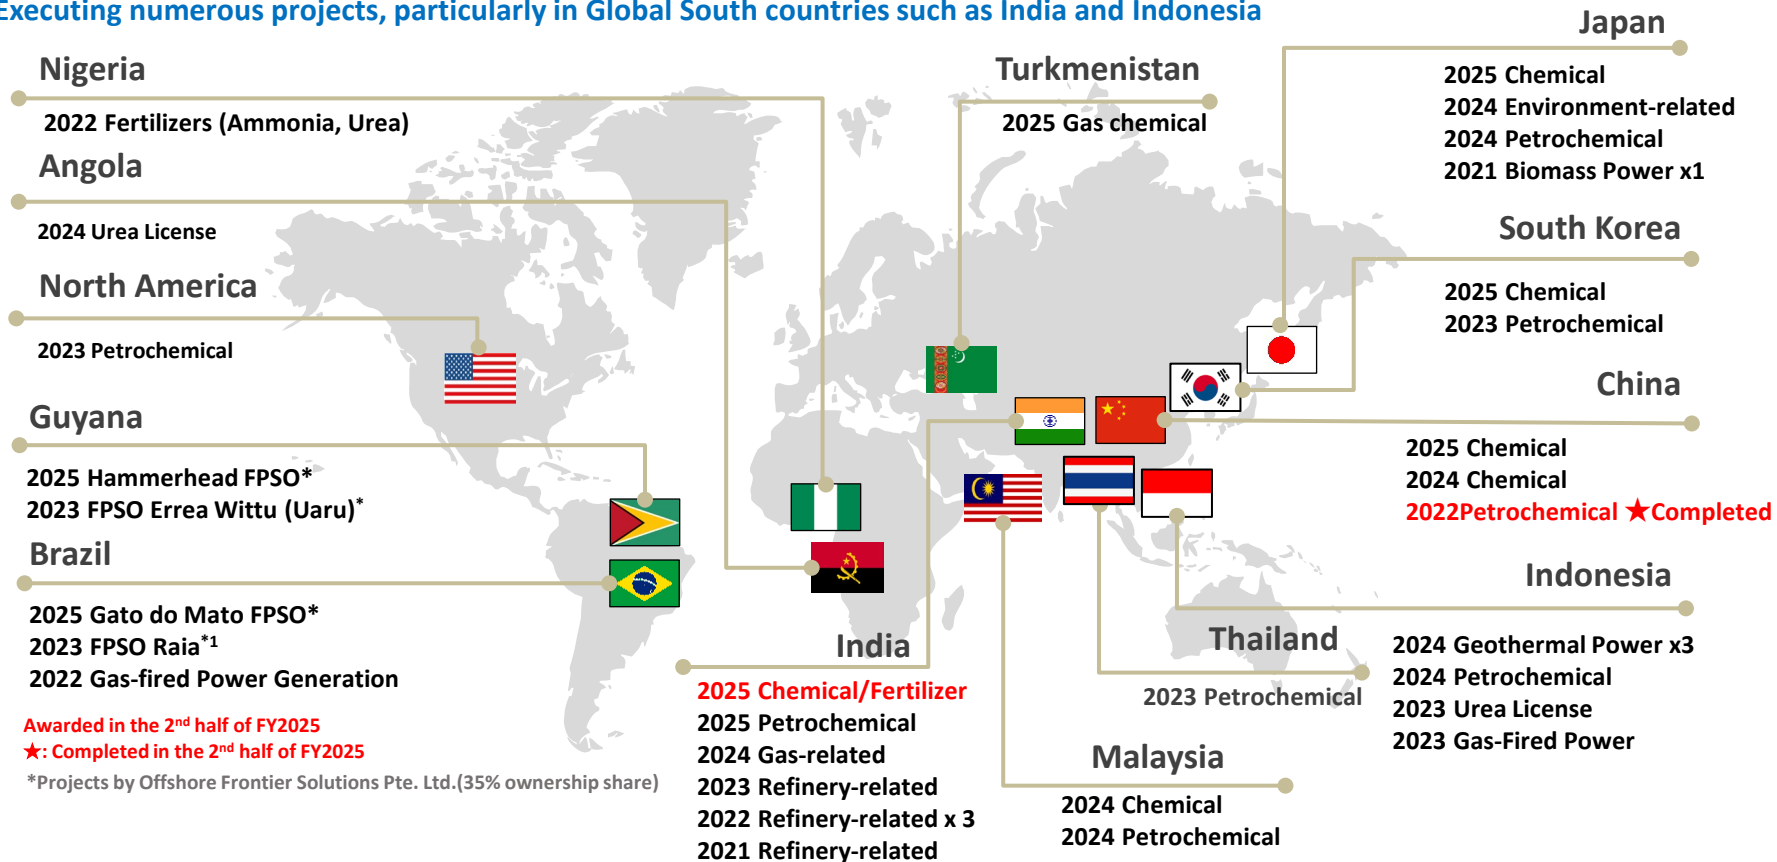 Executing numerous projects, particularly in Global South countries such as India and Indonesia
Nigeria
2022 Fertilizers (Ammonia, Urea)
Angola
2024 Urea License
North America
2023 Petrochemical
Guyana
2025 Hammerhead FPSO*
2023 FPSO Errea Wittu (Uaru)*
Brazil
2025 Gato do Mato FPSO*
2023 FPSO Raia*1
2022 Gas-fired Power Generation
Awarded in the 2nd half of FY2025
★: Completed in the 2nd half of FY2025
*Projects by Offshore Frontier Solutions Pte. Ltd.(35% ownership share)
Turkmenistan
2025 Gas chemical
India
2025 Chemical/Fertilizer
2025 Petrochemical
2024 Gas-related
2023 Refinery-related
2022 Refinery-related x 3
2021 Refinery-related
Japan
2025 Chemical
2024 Environment-related
2024 Petrochemical
2021 Biomass Power x1
South Korea
2025 Chemical
2023 Petrochemical
China
2025 Chemical
2024 Chemical
2022Petrochemical ★Completed
Indonesia
2024 Geothermal Power x3
2024 Petrochemical
2023 Urea License
2023 Gas-Fired Power
Thailand
2023 Petrochemical
Malaysia
2024 Chemical
2024 Petrochemical